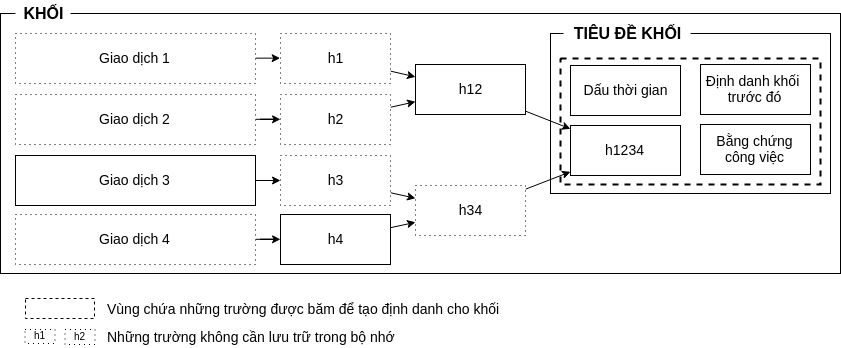 KHỐI
TIÊU ĐỀ KHỐI
Giao dịch 1
h1
Giao dịch 2
h2
h12
Giao dịch 3
h3
h34
Giao dịch 4
h4
Dấu thời gian
Định danh khối
trước đó
h1234
Bằng chứng
công việc
Vùng chứa những trường được băm để tạo định danh cho khối
h1 h2 Những trường không cần lưu trữ trong bộ nhớ